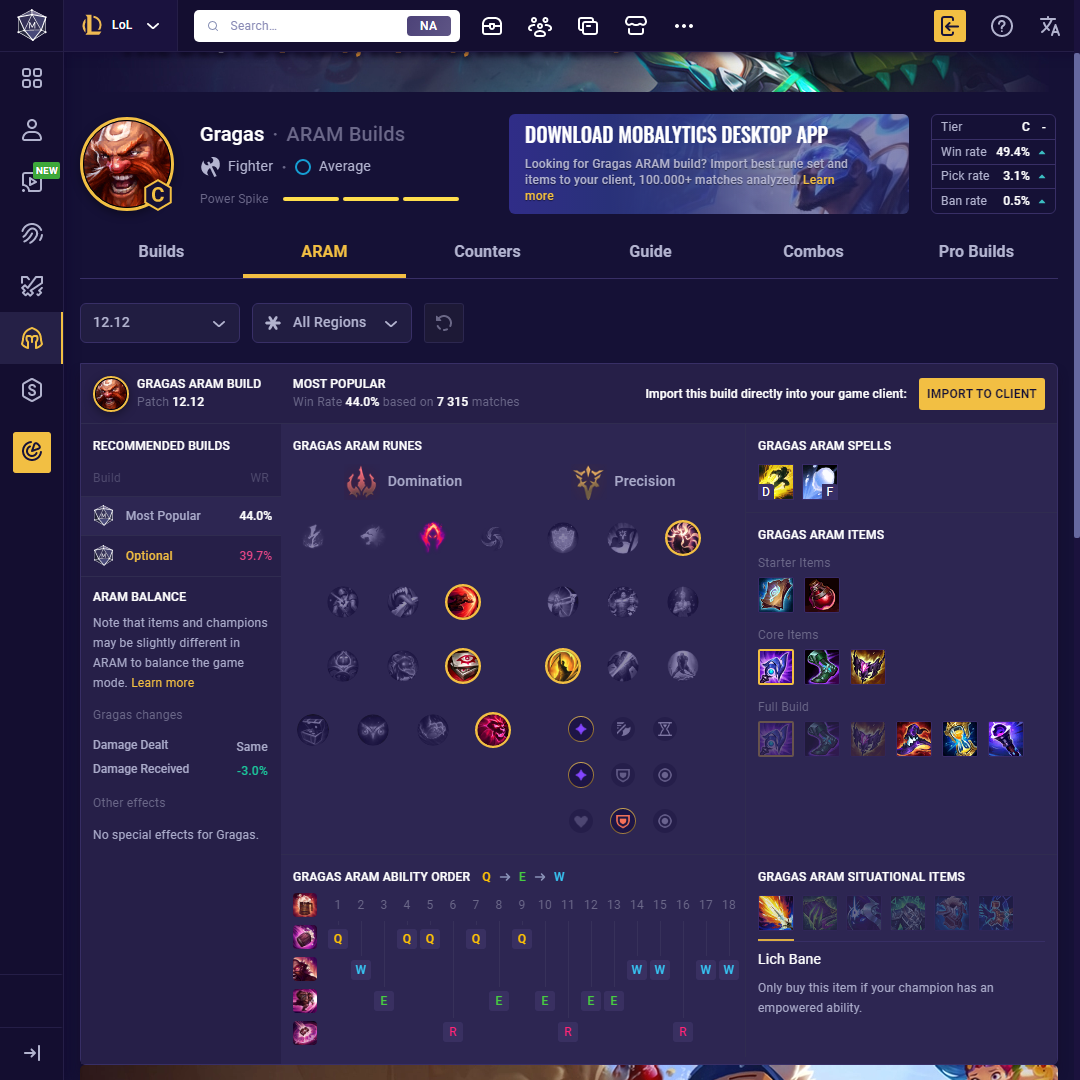 LoL
Search...
NA
NEW
Gragas · ARAM Builds
Fighter · Average
Power Spike
C
DOWNLOAD MOBALYTICS DESKTOP APP
Looking for Gragas ARAM build? Import best rune set and
items to your client, 100.000+ matches analyzed. Learn
more
Tier C -
Win rate 49.4%
Pick rate 3.1%
Ban rate 0.5%
Builds
ARAM
Counters
Guide
Combos
Pro Builds
12.12
All Regions
GRAGAS ARAM BUILD
Patch 12.12
MOST POPULAR
Win Rate 44.0% based on 7 315 matches
Import this build directly into your game client:
IMPORT TO CLIENT
RECOMMENDED BUILDS
Build WR
Most Popular 44.0%
Optional 39.7%
ARAM BALANCE
Note that items and champions
may be slightly different in
ARAM to balance the game
mode. Learn more
Gragas changes
Damage Dealt Same
Damage Received -3.0%
Other effects
No special effects for Gragas.
GRAGAS ARAM RUNES
Domination
Precision
GRAGAS ARAM SPELLS
D F
GRAGAS ARAM ITEMS
Starter Items
Core Items
Full Build
GRAGAS ARAM ABILITY ORDER Q → E → W
1 2 3 4 5 6 7 8 9 10 11 12 13 14 15 16 17 18
Q Q Q Q Q
W W W W W
E E E E E
R R R
GRAGAS ARAM SITUATIONAL ITEMS
Lich Bane
Only buy this item if your champion has an
empowered ability.